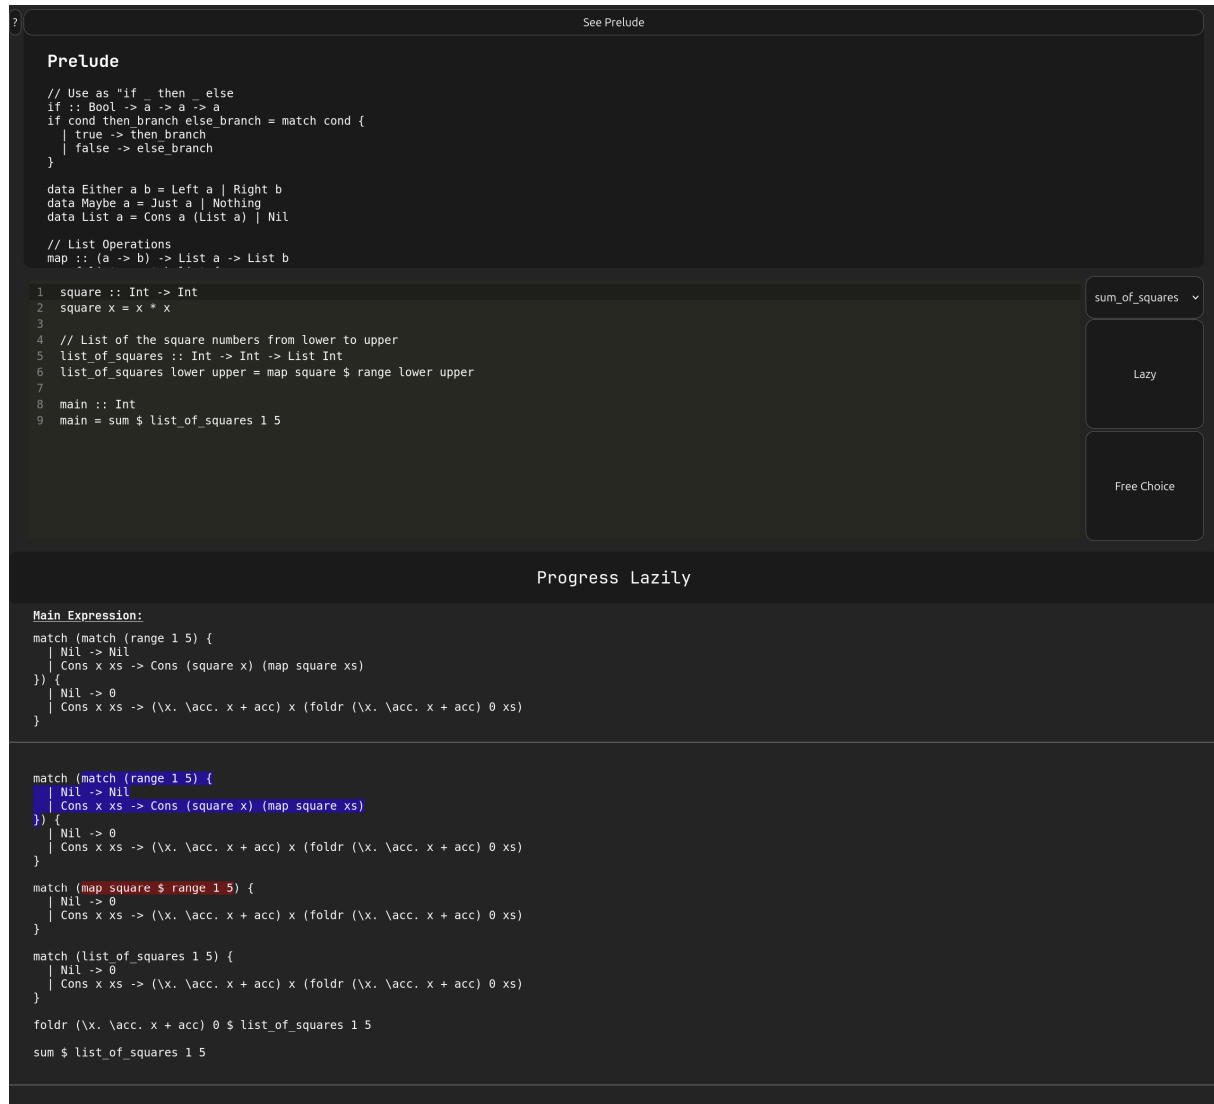 ?
See Prelude
Prelude
// Use as "if _ then _ else
if :: Bool -> a -> a -> a
if cond then_branch else_branch = match cond {
  | true -> then_branch
  | false -> else_branch
}
data Either a b = Left a | Right b
data Maybe a = Just a | Nothing
data List a = Cons a (List a) | Nil
// List Operations
map :: (a -> b) -> List a -> List b
1 square :: Int -> Int
2 square x = x * x
3
4 // List of the square numbers from lower to upper
5 list_of_squares :: Int -> Int -> List Int
6 list_of_squares lower upper = map square $ range lower upper
7
8 main :: Int
9 main = sum $ list_of_squares 1 5
sum_of_squares
Lazy
Free Choice
Progress Lazily
Main Expression:
match (match (range 1 5) {
  | Nil -> Nil
  | Cons x xs -> Cons (square x) (map square xs)
}) {
  | Nil -> 0
  | Cons x xs -> (\x. \acc. x + acc) x (foldr (\x. \acc. x + acc) 0 xs)
}
match (match (range 1 5) {
  | Nil -> Nil
  | Cons x xs -> Cons (square x) (map square xs)
}) {
  | Nil -> 0
  | Cons x xs -> (\x. \acc. x + acc) x (foldr (\x. \acc. x + acc) 0 xs)
}
match (map square $ range 1 5) {
  | Nil -> 0
  | Cons x xs -> (\x. \acc. x + acc) x (foldr (\x. \acc. x + acc) 0 xs)
}
match (list_of_squares 1 5) {
  | Nil -> 0
  | Cons x xs -> (\x. \acc. x + acc) x (foldr (\x. \acc. x + acc) 0 xs)
}
foldr (\x. \acc. x + acc) 0 $ list_of_squares 1 5
sum $ list_of_squares 1 5